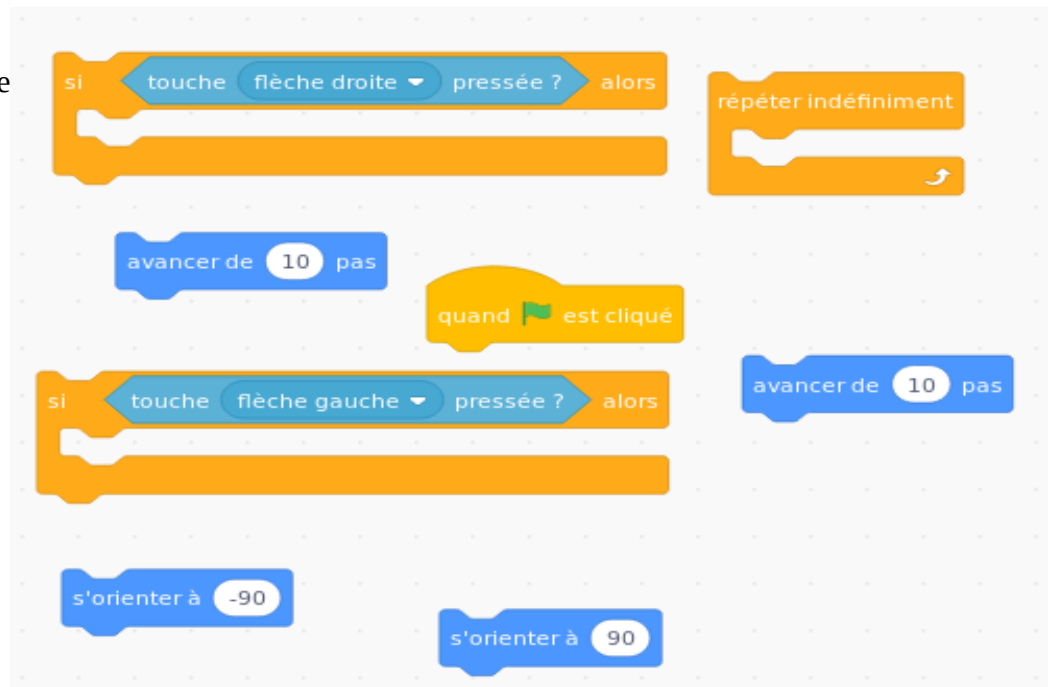 e
si touche flèche droite pressée ? alors
répéter indéfiniment
avancer de 10 pas
quand est cliqué
avancer de 10 pas
si touche flèche gauche pressée ? alors
s'orienter à -90
s'orienter à 90